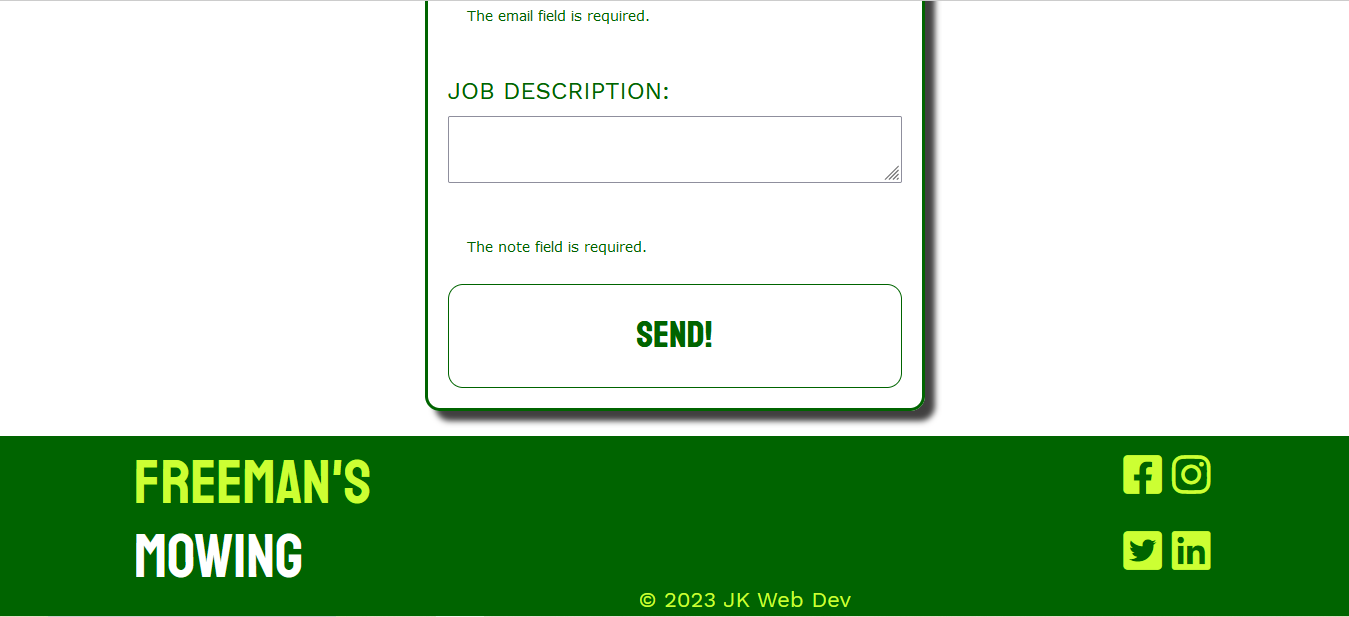 The email field is required.
JOB DESCRIPTION:
The note field is required.
SEND!
FREEMAN'S
MOWING
© 2023 JK Web Dev